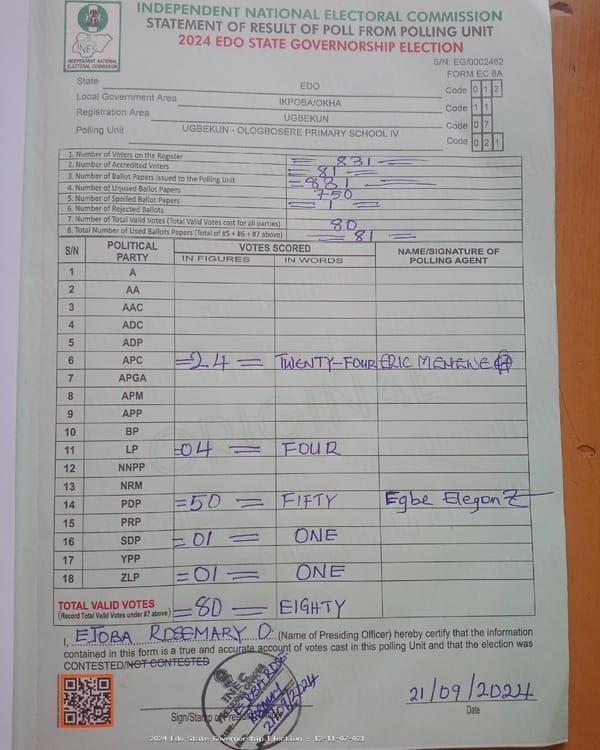 INDEPENDENT NATIONAL ELECTORAL COMMISSION
STATEMENT OF RESULT OF POLL FROM POLLING UNIT
2024 EDO STATE GOVERNORSHIP ELECTION
INEC
INDEPENDENT NATIONAL ELECTORAL COMMISSION
S/N: EG/0002462
FORM EC 8A
State EDO Code 0 1 2
Local Government Area IKPOBA/OKHA Code 1 1
Registration Area UGBEKUN Code 0 7
Polling Unit UGBEKUN - OLOGBOSERE PRIMARY SCHOOL IV Code 0 2 1
1. Number of Voters on the Register = 831 =
2. Number of Accredited Voters = 81 =
3. Number of Ballot Papers issued to the Polling Unit = 831 =
4. Number of Unused Ballot Papers 750
5. Number of Spoiled Ballot Papers
6. Number of Rejected Ballots = 1 =
7. Number of Total Valid Votes (Total Valid Votes cast for all parties) 80
8. Total Number of Used Ballots Papers (Total of #5 + #6 + #7 above) = 81 =
S/N POLITICAL PARTY VOTES SCORED NAME/SIGNATURE OF POLLING AGENT
IN FIGURES IN WORDS
1 A
2 AA
3 AAC
4 ADC
5 ADP
6 APC =24= TWENTY-FOUR ERIC
7 APGA
8 APM
9 APP
10 BP
11 LP =04= FOUR
12 NNPP
13 NRM
14 PDP =50= FIFTY Egbe
15 PRP
16 SDP =01= ONE
17 YPP
18 ZLP =01= ONE
TOTAL VALID VOTES =80= EIGHTY
(Record Total Valid Votes under #7 above)
I, EJOBA ROSEMARY O. (Name of Presiding Officer) hereby certify that the information
contained in this form is a true and accurate account of votes cast in this polling Unit and that the election was
CONTESTED/NOT CONTESTED
INEC
21/09/2024
21/09/2024
Sign/Stamp of Presiding Officer Date
2024 Edo State Governorship Election : 12-11-07-021